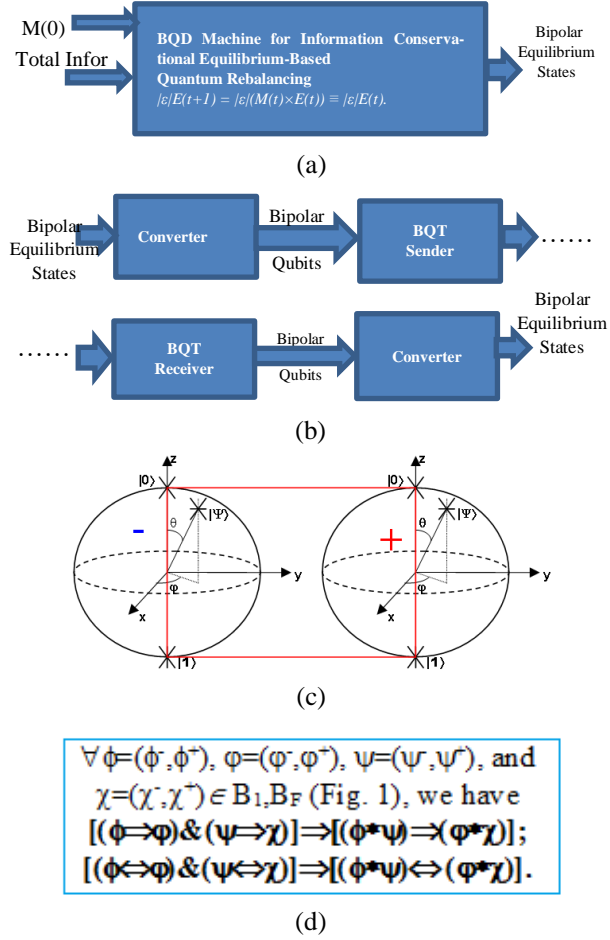 M(0)
Total Infor
BQD Machine for Information Conserva-
tional Equilibrium-Based
Quantum Rebalancing
|ε|E(t+1) = |ε|(M(t)×E(t)) ≡ |ε|E(t).
Bipolar
Equilibrium
States
(a)
Bipolar
Equilibrium
States
Converter
Bipolar
Qubits
BQT
Sender
......
......
BQT
Receiver
Bipolar
Qubits
Converter
Bipolar
Equilibrium
States
(b)
z
|0⟩
-
θ
|Ψ⟩
y
φ
x
|1⟩
z
|0⟩
+
θ
|Ψ⟩
y
φ
x
|1⟩
(c)
∀ ϕ=(ϕ⁻,ϕ⁺), φ=(φ⁻,φ⁺), ψ=(ψ⁻,ψ⁺), and
χ=(χ⁻,χ⁺) ∈ B₁,B_F (Fig. 1), we have
[(ϕ⇒φ)&(ψ⇒χ)]⇒[(ϕ*ψ)⇒(φ*χ)];
[(ϕ⇔φ)&(ψ⇔χ)]⇒[(ϕ*ψ)⇔(φ*χ)].
(d)